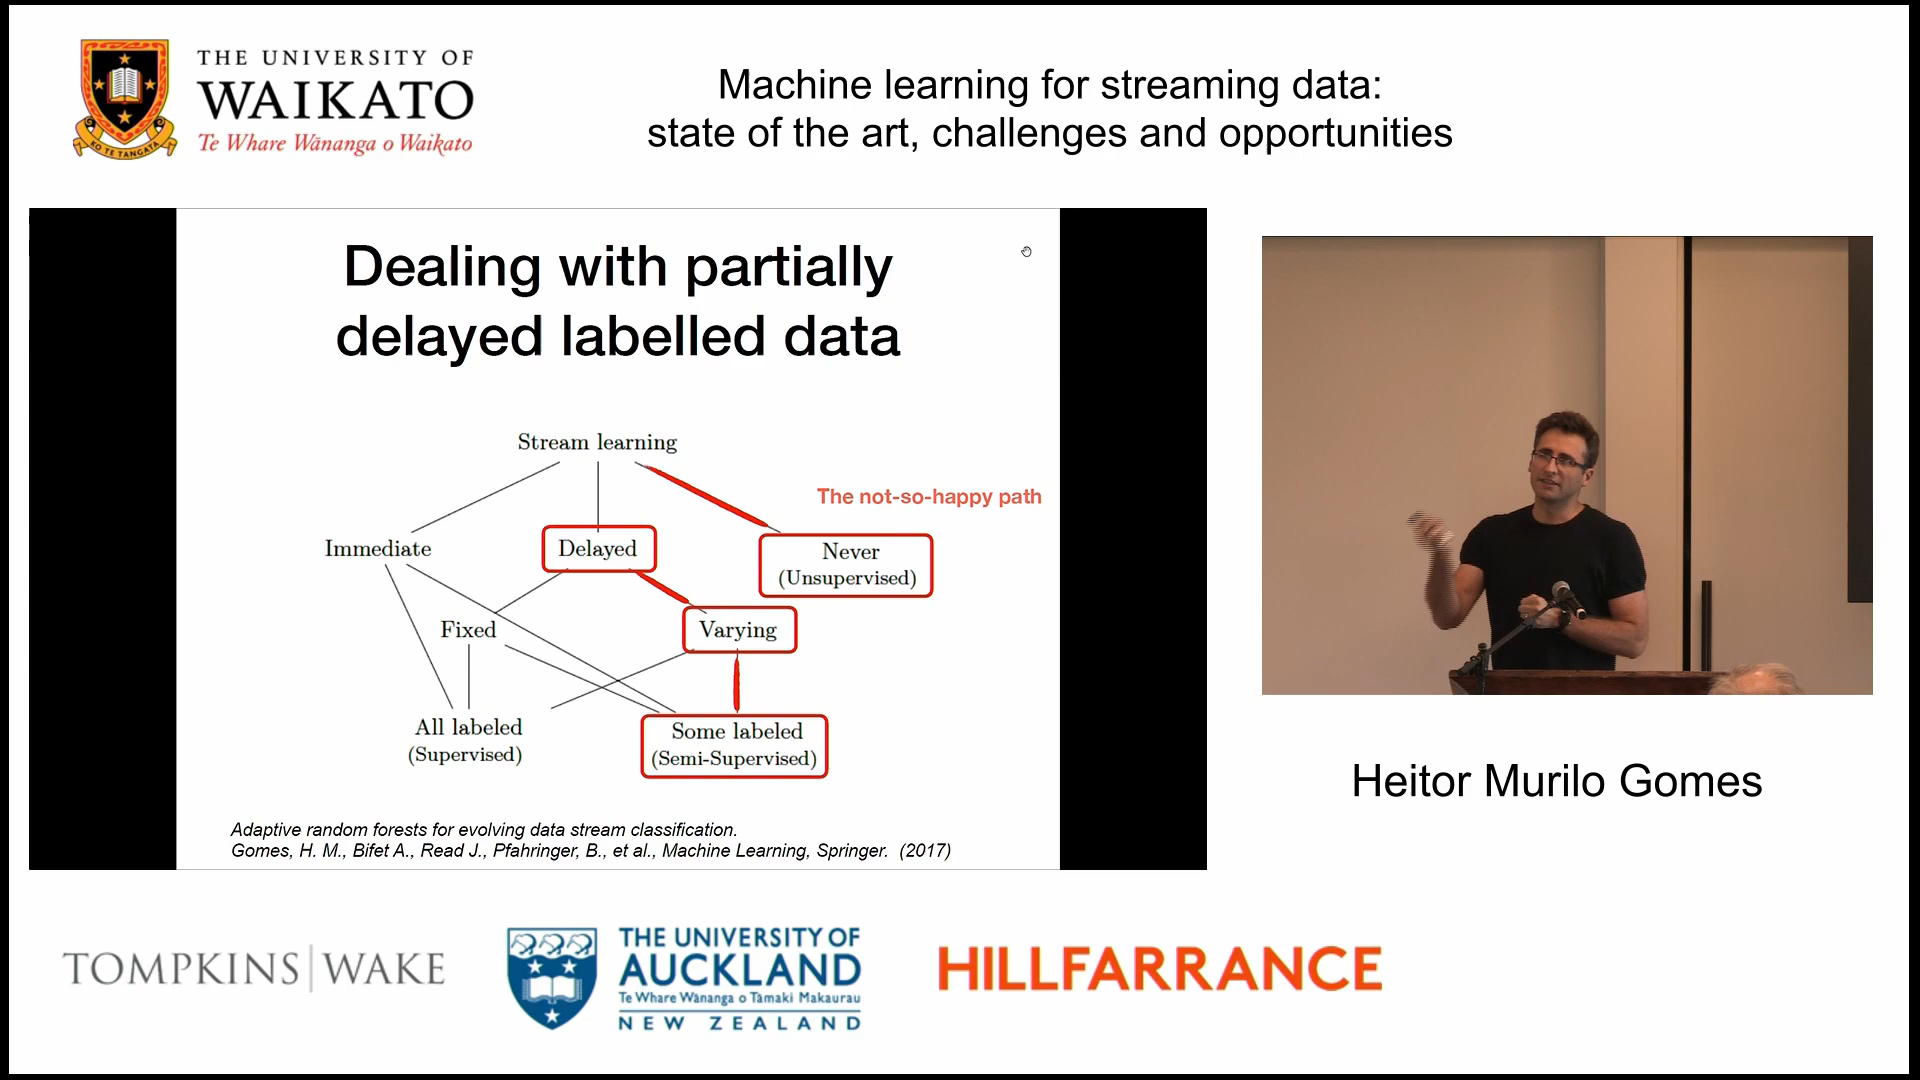 THE UNIVERSITY OF
WAIKATO
Te Whare Wānanga o Waikato
KO TE TANGATA
Machine learning for streaming data:
state of the art, challenges and opportunities
Dealing with partially
delayed labelled data
Stream learning
The not-so-happy path
Immediate
Delayed
Never
(Unsupervised)
Fixed
Varying
All labeled
(Supervised)
Some labeled
(Semi-Supervised)
Adaptive random forests for evolving data stream classification.
Gomes, H. M., Bifet A., Read J., Pfahringer, B., et al., Machine Learning, Springer. (2017)
Heitor Murilo Gomes
TOMPKINS|WAKE
THE UNIVERSITY OF
AUCKLAND
Te Whare Wānanga o Tāmaki Makaurau
NEW ZEALAND
HILLFARRANCE